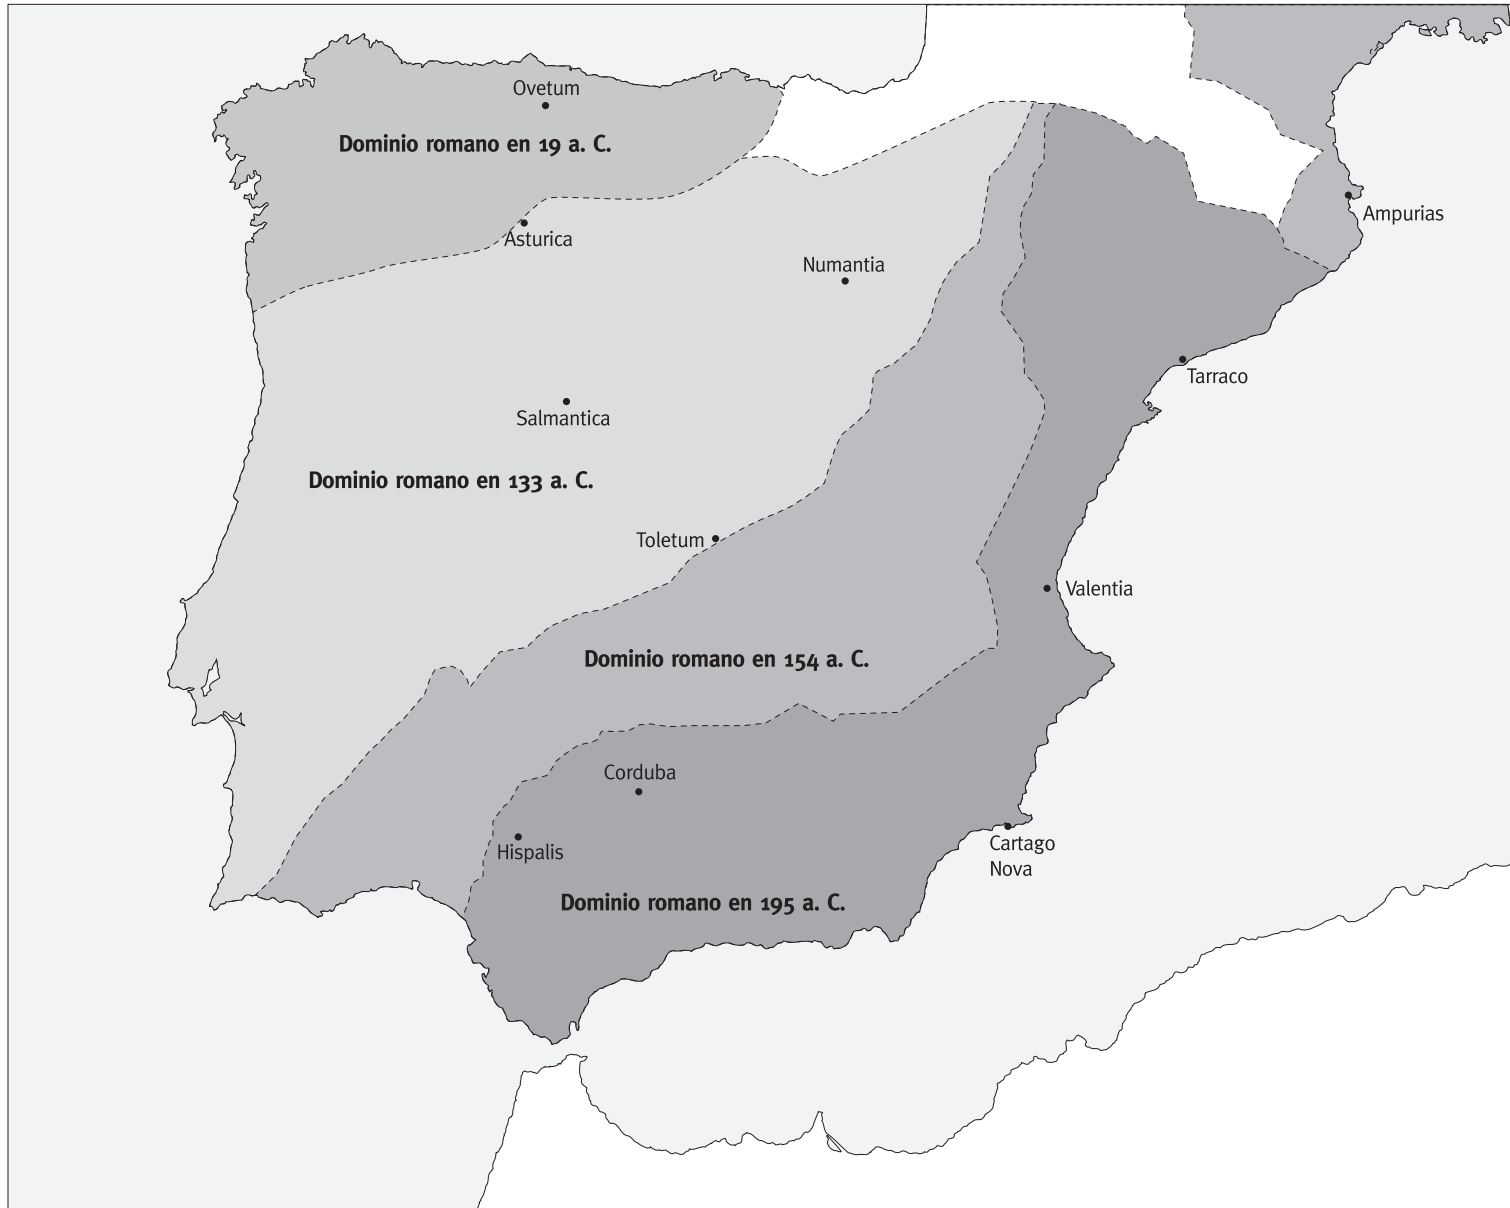 Ovetum
Dominio romano en 19 a. C.
Ampurias
Asturica
Numantia
Tarraco
Salmantica
Dominio romano en 133 a. C.
Toletum
Valentia
Dominio romano en 154 a. C.
Corduba
Hispalis
Cartago
Nova
Dominio romano en 195 a. C.